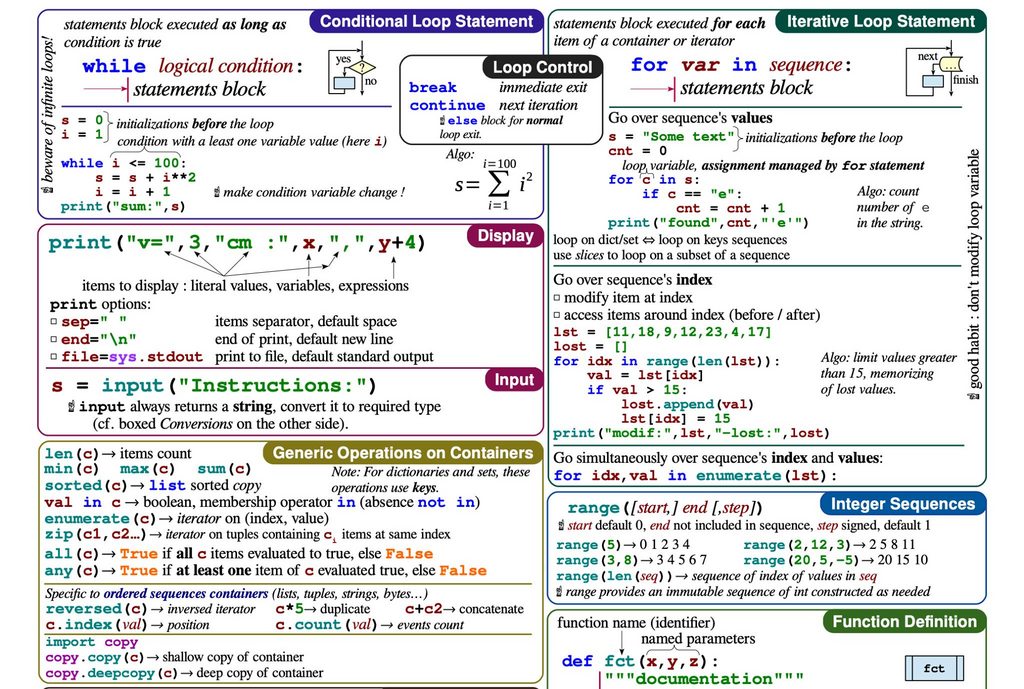 statements block executed as long as
condition is true
Conditional Loop Statement
☝ beware of infinite loops!
while logical condition:
statements block
yes
?
no
s = 0
i = 1
initializations before the loop
condition with a least one variable value (here i)
while i <= 100:
s = s + i**2
i = i + 1
☝ make condition variable change !
print("sum:",s)
Loop Control
break immediate exit
continue next iteration
☝ else block for normal
loop exit.
Algo:
i=100
s= ∑ i²
i=1
statements block executed for each
item of a container or iterator
Iterative Loop Statement
for var in sequence:
statements block
next
...
finish
Go over sequence's values
s = "Some text"
initializations before the loop
cnt = 0
loop variable, assignment managed by for statement
for c in s:
if c == "e":
cnt = cnt + 1
print("found",cnt,"'e'")
Algo: count
number of e
in the string.
loop on dict/set ⇔ loop on keys sequences
use slices to loop on a subset of a sequence
Go over sequence's index
□ modify item at index
□ access items around index (before / after)
lst = [11,18,9,12,23,4,17]
lost = []
for idx in range(len(lst)):
val = lst[idx]
if val > 15:
lost.append(val)
lst[idx] = 15
print("modif:",lst,"-lost:",lost)
Algo: limit values greater
than 15, memorizing
of lost values.
Go simultaneously over sequence's index and values:
for idx,val in enumerate(lst):
☝ good habit : don't modify loop variable
Display
print("v=",3,"cm :",x,",",y+4)
items to display : literal values, variables, expressions
print options:
□ sep=" " items separator, default space
□ end="\n" end of print, default new line
□ file=sys.stdout print to file, default standard output
Input
s = input("Instructions:")
☝ input always returns a string, convert it to required type
(cf. boxed Conversions on the other side).
Generic Operations on Containers
len(c)→ items count
min(c) max(c) sum(c)
sorted(c)→ list sorted copy
Note: For dictionaries and sets, these
operations use keys.
val in c→ boolean, membership operator in (absence not in)
enumerate(c)→ iterator on (index, value)
zip(c1,c2…)→ iterator on tuples containing cᵢ items at same index
all(c)→ True if all c items evaluated to true, else False
any(c)→ True if at least one item of c evaluated true, else False
Specific to ordered sequences containers (lists, tuples, strings, bytes…)
reversed(c)→ inversed iterator c*5→ duplicate c+c2→ concatenate
c.index(val)→ position c.count(val)→ events count
import copy
copy.copy(c)→ shallow copy of container
copy.deepcopy(c)→ deep copy of container
Integer Sequences
range([start,] end [,step])
☝ start default 0, end not included in sequence, step signed, default 1
range(5)→ 0 1 2 3 4 range(2,12,3)→ 2 5 8 11
range(3,8)→ 3 4 5 6 7 range(20,5,-5)→ 20 15 10
range(len(seq))→ sequence of index of values in seq
☝ range provides an immutable sequence of int constructed as needed
Function Definition
function name (identifier)
named parameters
def fct(x,y,z):
fct
"""documentation"""